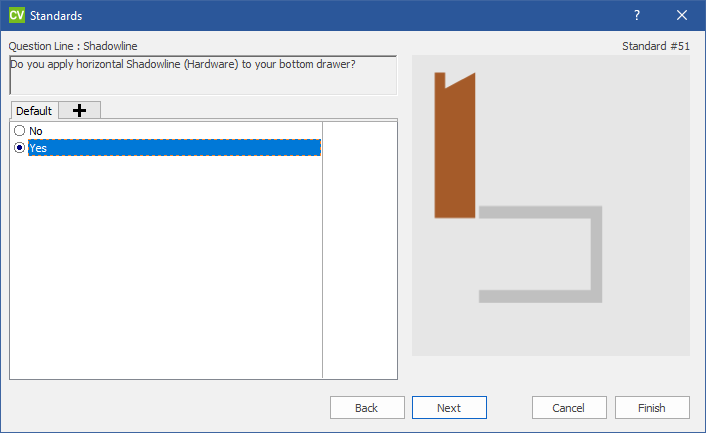 CV Standards ?
Question Line : Shadowline Standard #51
Do you apply horizontal Shadowline (Hardware) to your bottom drawer?
Default
No
Yes
Back Next Cancel Finish